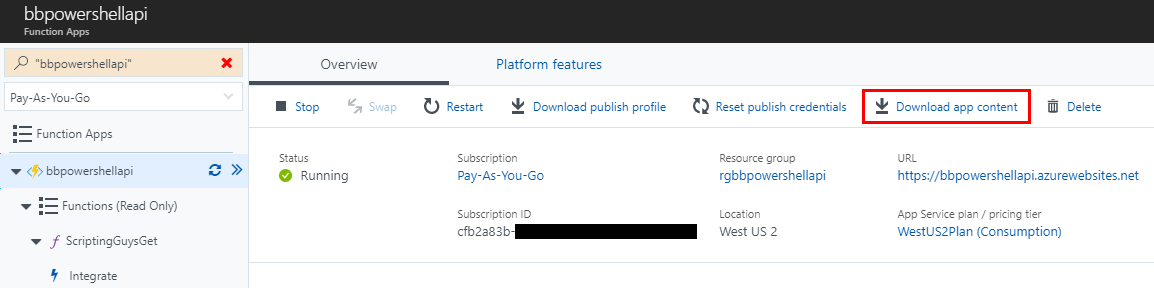 bbpowershellapi
Function Apps
"bbpowershellapi"
Pay-As-You-Go
Function Apps
bbpowershellapi
Functions (Read Only)
ScriptingGuysGet
Integrate
Overview Platform features
Stop Swap Restart Download publish profile Reset publish credentials Download app content Delete
Status Subscription Resource group URL
Running Pay-As-You-Go rgbbpowershellapi https://bbpowershellapi.azurewebsites.net
Subscription ID Location App Service plan / pricing tier
cfb2a83b- West US 2 WestUS2Plan (Consumption)